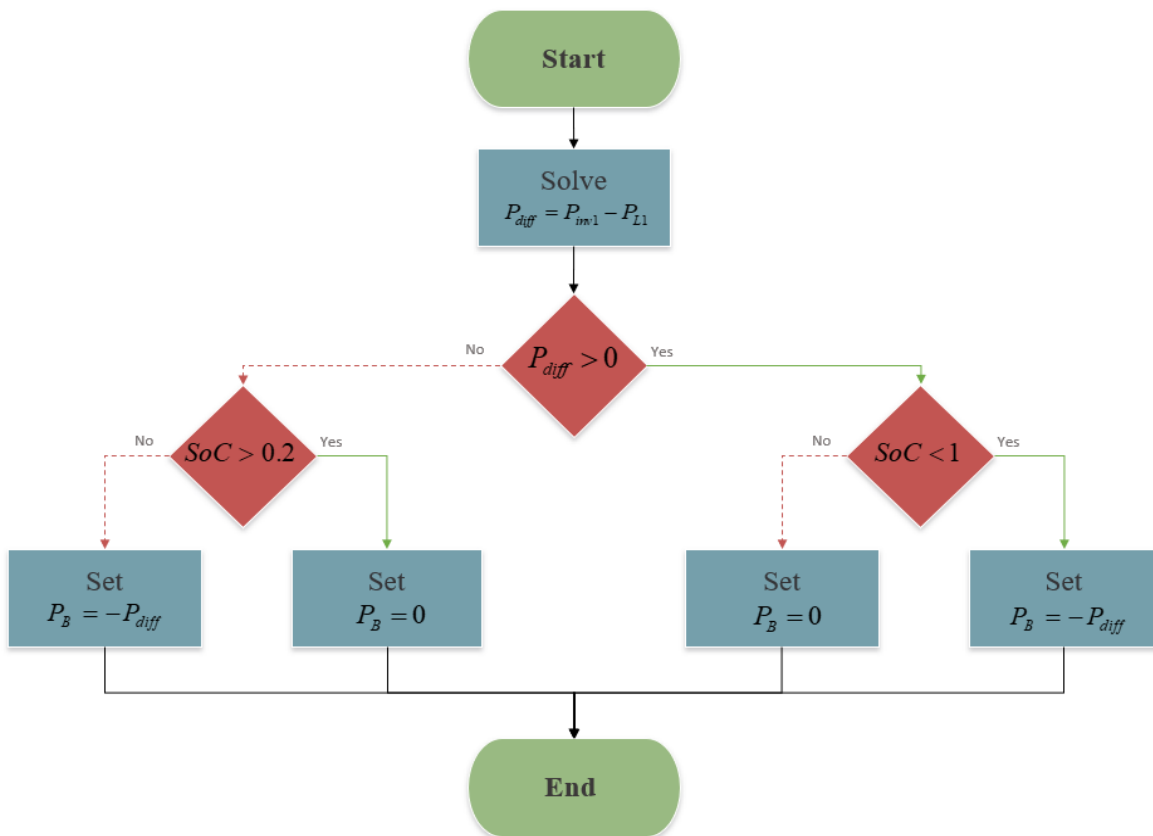 Start
Solve
P_diff = P_inv1 − P_L1
No
P_diff > 0
Yes
No
SoC > 0.2
Yes
No
SoC < 1
Yes
Set
P_B = −P_diff
Set
P_B = 0
Set
P_B = 0
Set
P_B = −P_diff
End